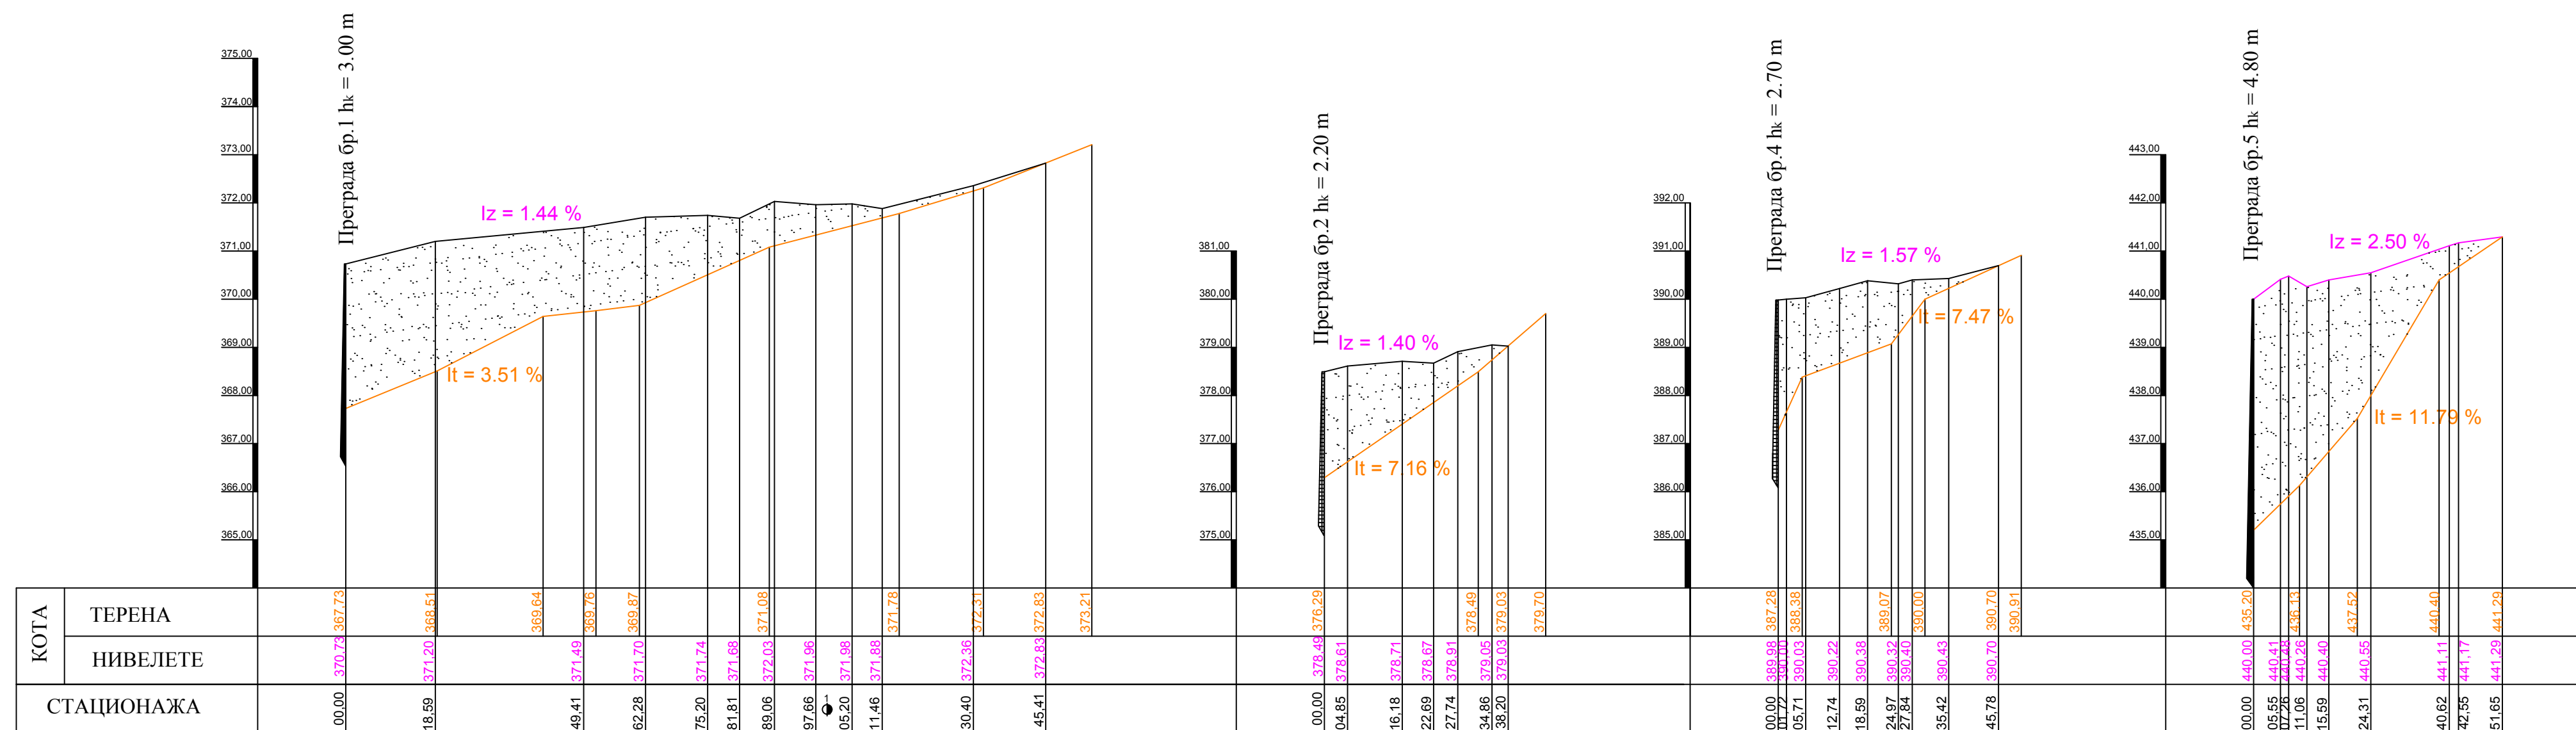 Преграда бр.1 hk = 3.00 m
375,00
374,00
373,00
372,00
371,00
370,00
369,00
368,00
367,00
366,00
365,00
Iz = 1.44 %
It = 3.51 %
Преграда бр.2 hk = 2.20 m
381,00
380,00
379,00
378,00
377,00
376,00
375,00
Iz = 1.40 %
It = 7.16 %
Преграда бр.4 hk = 2.70 m
392,00
391,00
390,00
389,00
388,00
387,00
386,00
385,00
Iz = 1.57 %
It = 7.47 %
Преграда бр.5 hk = 4.80 m
443,00
442,00
441,00
440,00
439,00
438,00
437,00
436,00
435,00
Iz = 2.50 %
It = 11.79 %
КОТА
ТЕРЕНА
367,73 368,51 369,64 369,76 369,87 371,08 371,78 372,31 372,83 373,21 376,29 378,49 379,03 379,70 387,28 388,38 389,07 390,00 390,70 390,91 435,20 436,13 437,52 440,40 441,29
НИВЕЛЕТЕ
370,73 371,20 371,49 371,70 371,74 371,68 372,03 371,96 371,98 371,88 372,36 372,83 378,49 378,61 378,71 378,67 378,91 379,05 379,03 389,98 390,00 390,03 390,22 390,38 390,32 390,40 390,43 390,70 440,00 440,41 440,48 440,26 440,40 440,55 441,11 441,17 441,29
СТАЦИОНАЖА
00,00 18,59 49,41 62,28 75,20 81,81 89,06 97,66 1 05,20 11,46 30,40 45,41 00,00 04,85 16,18 22,69 27,74 34,86 38,20 00,00 01,72 05,71 12,74 18,59 24,97 27,84 35,42 45,78 00,00 05,55 07,26 11,06 15,59 24,31 40,62 42,55 51,65